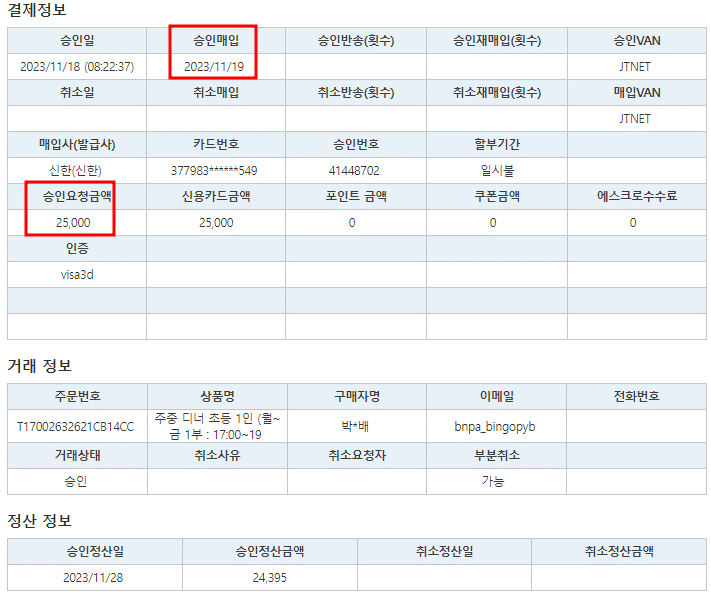 결제정보
승인일 승인매입 승인반송(횟수) 승인재매입(횟수) 승인VAN
2023/11/18 (08:22:37) 2023/11/19 JTNET
취소일 취소매입 취소반송(횟수) 취소재매입(횟수) 매입VAN
JTNET
매입사(발급사) 카드번호 승인번호 할부기간
신한(신한) 377983******549 41448702 일시불
승인요청금액 신용카드금액 포인트 금액 쿠폰금액 에스크로수수료
25,000 25,000 0 0 0
인증
visa3d
거래 정보
주문번호 상품명 구매자명 이메일 전화번호
T17002632621CB14CC 주중 디너 초등 1인 (월~ 박*배 bnpa_bingopyb
금 1부 : 17:00~19
거래상태 취소사유 취소요청자 부분취소
승인 가능
정산 정보
승인정산일 승인정산금액 취소정산일 취소정산금액
2023/11/28 24,395